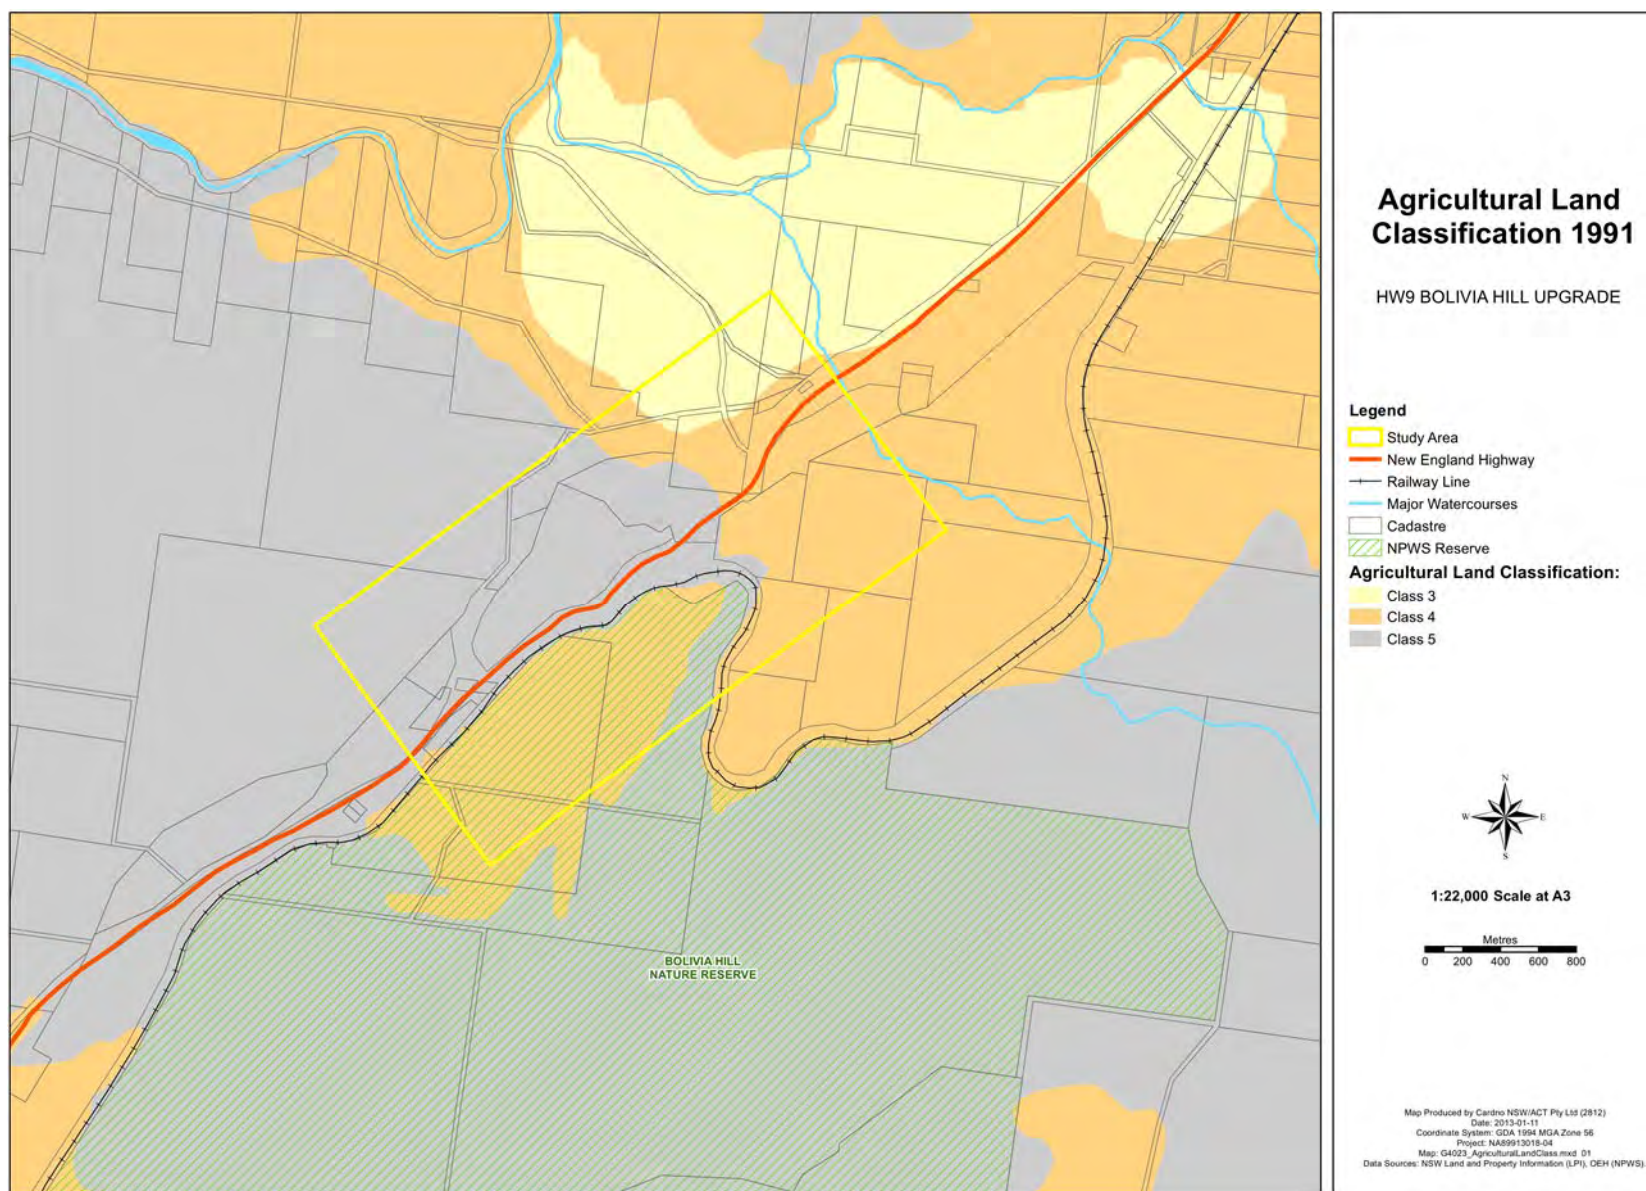 Agricultural Land
Classification 1991
HW9 BOLIVIA HILL UPGRADE
Legend
Study Area
New England Highway
Railway Line
Major Watercourses
Cadastre
NPWS Reserve
Agricultural Land Classification:
Class 3
Class 4
Class 5
BOLIVIA HILL
NATURE RESERVE
N
W E
S
1:22,000 Scale at A3
Metres
0 200 400 600 800
Map Produced by Cardno NSW/ACT Pty Ltd (2812)
Date: 2013-01-11
Coordinate System: GDA 1994 MGA Zone 56
Project: NA89913018-04
Map: G4023_AgriculturalLandClass.mxd 01
Data Sources: NSW Land and Property Information (LPI), OEH (NPWS)